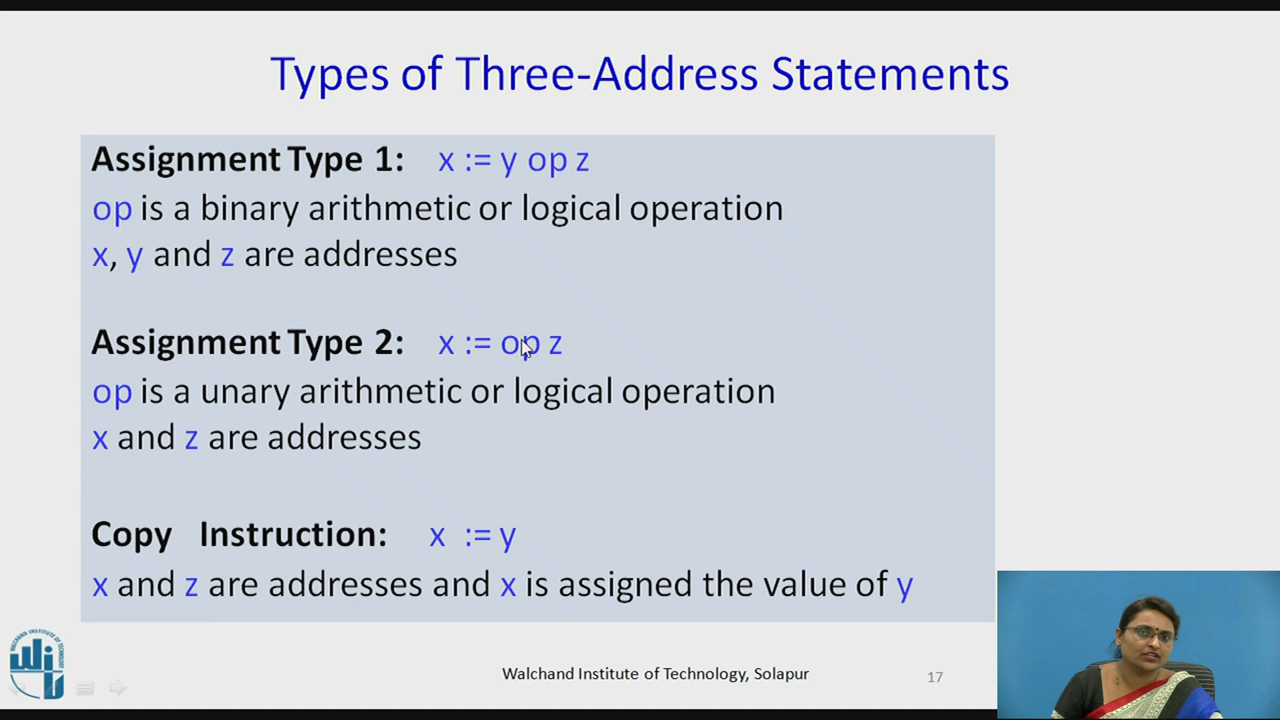 Types of Three-Address Statements
Assignment Type 1: x := y op z
op is a binary arithmetic or logical operation
x, y and z are addresses
Assignment Type 2: x := op z
op is a unary arithmetic or logical operation
x and z are addresses
Copy Instruction: x := y
x and z are addresses and x is assigned the value of y
Walchand Institute of Technology, Solapur
17